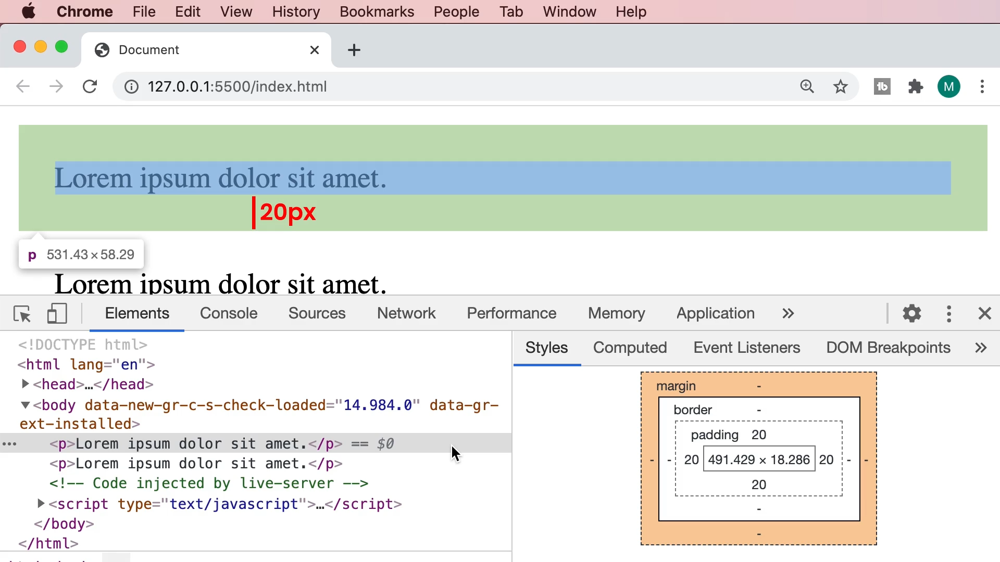 Chrome File Edit View History Bookmarks People Tab Window Help
Document
127.0.0.1:5500/index.html
M
Lorem ipsum dolor sit amet.
20px
p 531.43×58.29
Lorem ipsum dolor sit amet.
Elements Console Sources Network Performance Memory Application »
<!DOCTYPE html>
<html lang="en">
<head>…</head>
<body data-new-gr-c-s-check-loaded="14.984.0" data-gr-
ext-installed>
<p>Lorem ipsum dolor sit amet.</p> == $0
<p>Lorem ipsum dolor sit amet.</p>
<!-- Code injected by live-server -->
<script type="text/javascript">…</script>
</body>
</html>
Styles Computed Event Listeners DOM Breakpoints »
margin -
border -
padding 20
- - 20 491.429 × 18.286 20 - -
20
-
-